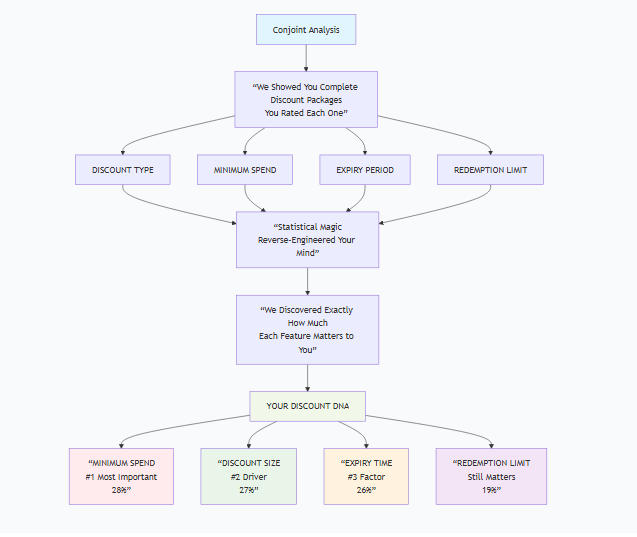 Conjoint Analysis
“We Showed You Complete
Discount Packages
You Rated Each One”
DISCOUNT TYPE
MINIMUM SPEND
EXPIRY PERIOD
REDEMPTION LIMIT
“Statistical Magic
Reverse-Engineered Your
Mind”
“We Discovered Exactly
How Much
Each Feature Matters to
You”
YOUR DISCOUNT DNA
“MINIMUM SPEND
#1 Most Important
28%”
“DISCOUNT SIZE
#2 Driver
27%”
“EXPIRY TIME
#3 Factor
26%”
“REDEMPTION LIMIT
Still Matters
19%”